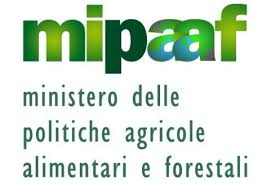 mipaaf
ministero delle
politiche agricole
alimentari e forestali